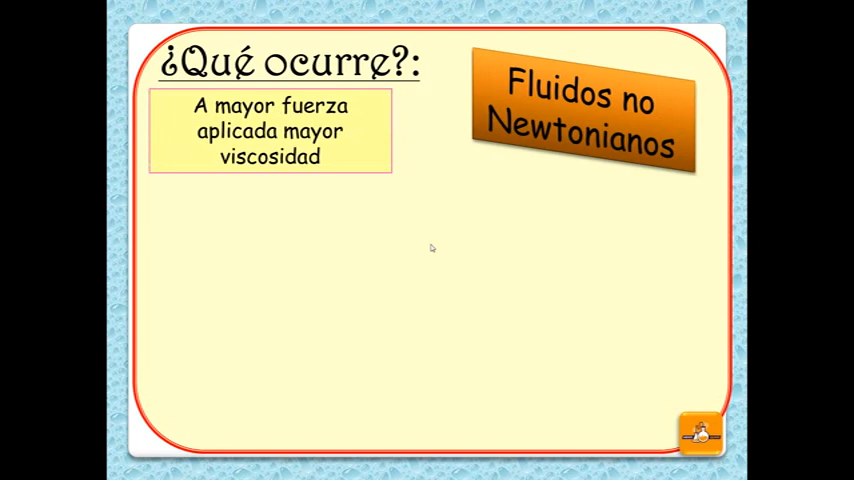 ¿Qué ocurre?:
A mayor fuerza
aplicada mayor
viscosidad
Fluidos no
Newtonianos